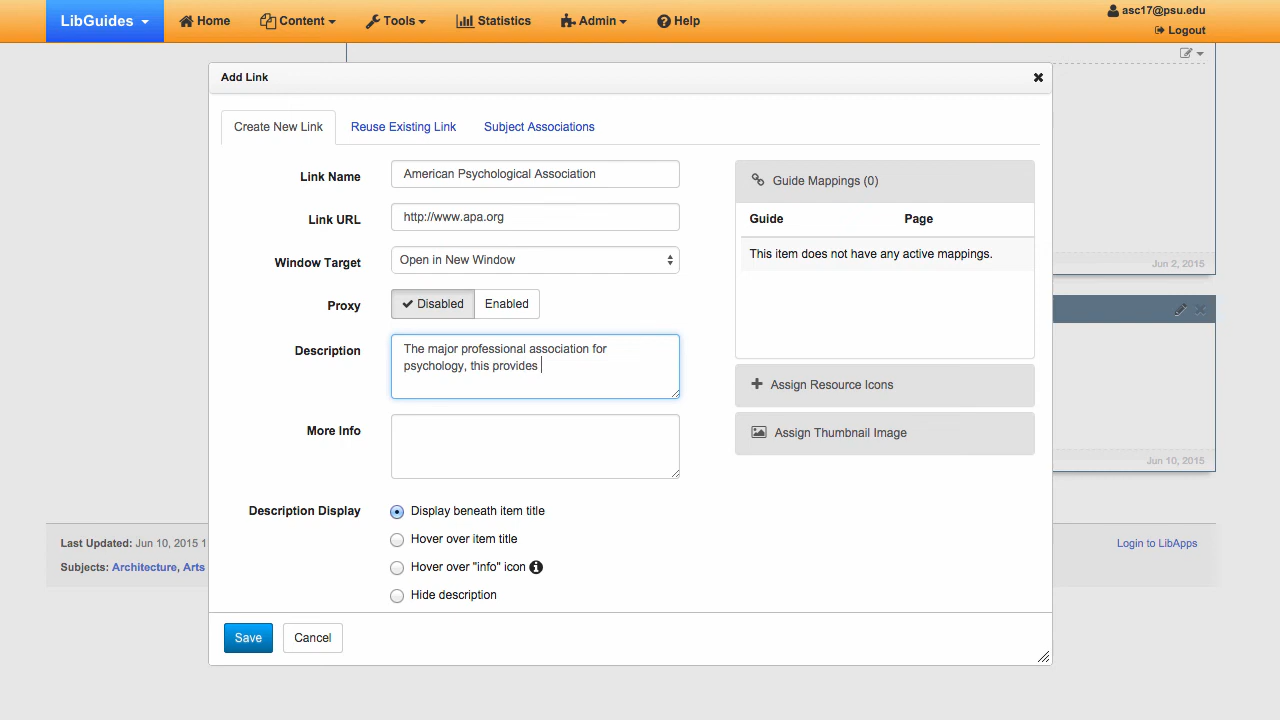 LibGuides
Home
Content
Tools
Statistics
Admin
Help
asc17@psu.edu
Logout
Add Link
Create New Link
Reuse Existing Link
Subject Associations
Link Name
American Psychological Association
Link URL
http://www.apa.org
Window Target
Open in New Window
Proxy
Disabled
Enabled
Description
The major professional association for
psychology, this provides
More Info
Description Display
Display beneath item title
Hover over item title
Hover over "info" icon
Hide description
Guide Mappings (0)
Guide
Page
This item does not have any active mappings.
Assign Resource Icons
Assign Thumbnail Image
Jun 2, 2015
Jun 10, 2015
Last Updated: Jun 10, 2015 1
Subjects: Architecture, Arts
Login to LibApps
Save
Cancel